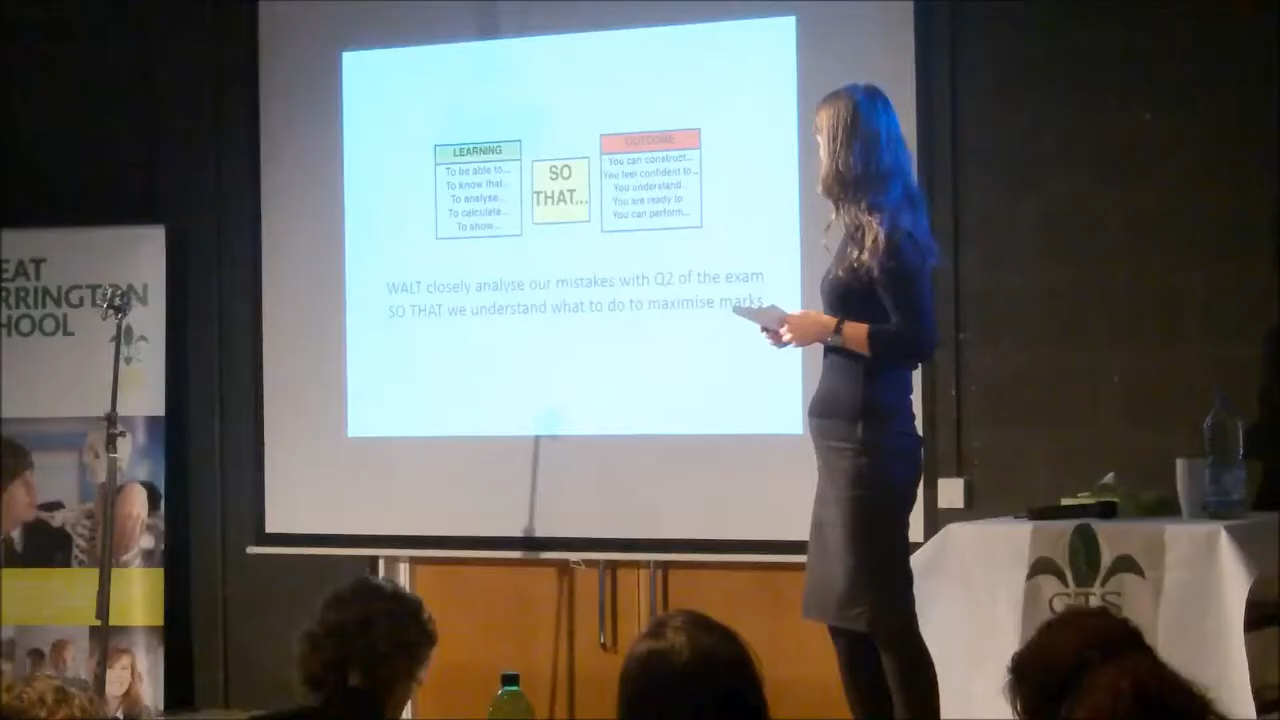 EAT
RRINGTON
HOOL
LEARNING
To be able to...
To know that...
To analyse...
To calculate...
To show...
SO
THAT...
OUTCOME
You can construct...
You feel confident to...
You understand...
You are ready to
You can perform...
WALT closely analyse our mistakes with Q2 of the exam
SO THAT we understand what to do to maximise marks
GTS